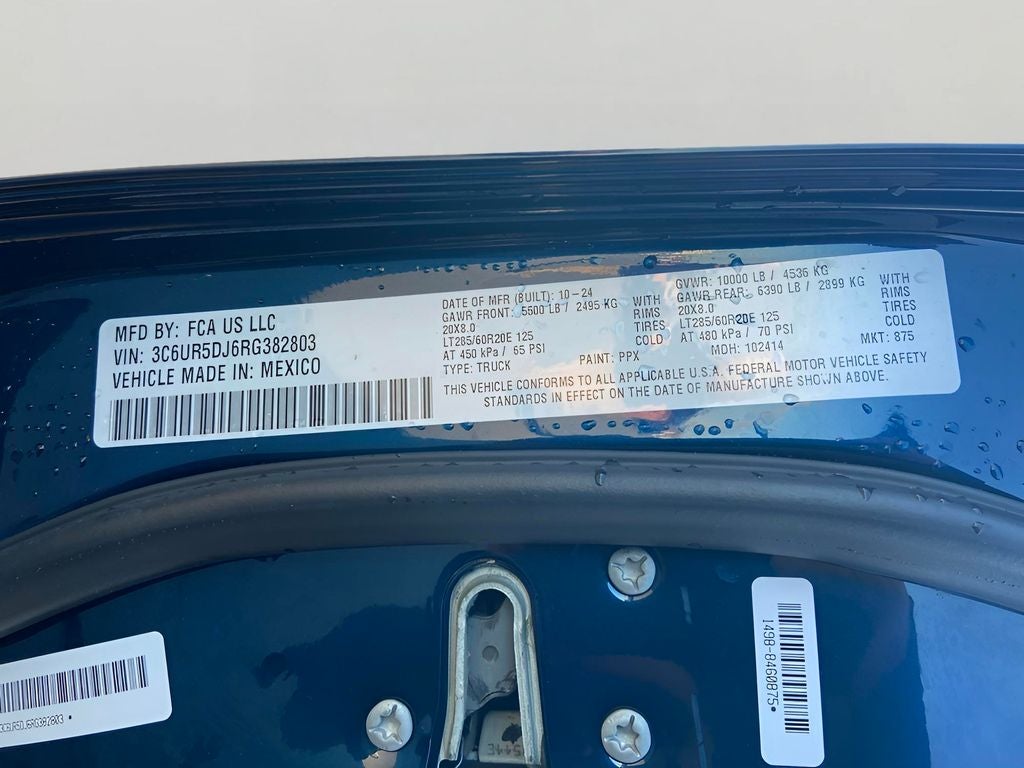 MFD BY: FCA US LLC
VIN: 3C6UR5DJ6RG382803
VEHICLE MADE IN: MEXICO
DATE OF MFR (BUILT): 10-24
GAWR FRONT: 5500 LB / 2495 KG WITH
20X8.0 RIMS
LT285/60R20E 125 TIRES
AT 450 kPa / 65 PSI COLD
TYPE: TRUCK PAINT: PPX
GVWR: 10000 LB / 4536 KG
GAWR REAR: 6390 LB / 2899 KG WITH
20X8.0 RIMS
LT285/60R20E 125 TIRES
AT 480 kPa / 70 PSI COLD
MDH: 102414 MKT: 875
THIS VEHICLE CONFORMS TO ALL APPLICABLE U.S.A. FEDERAL MOTOR VEHICLE SAFETY
STANDARDS IN EFFECT ON THE DATE OF MANUFACTURE SHOWN ABOVE.
3C6UR5DJ6RG382803 •
149B-8460875•
544E